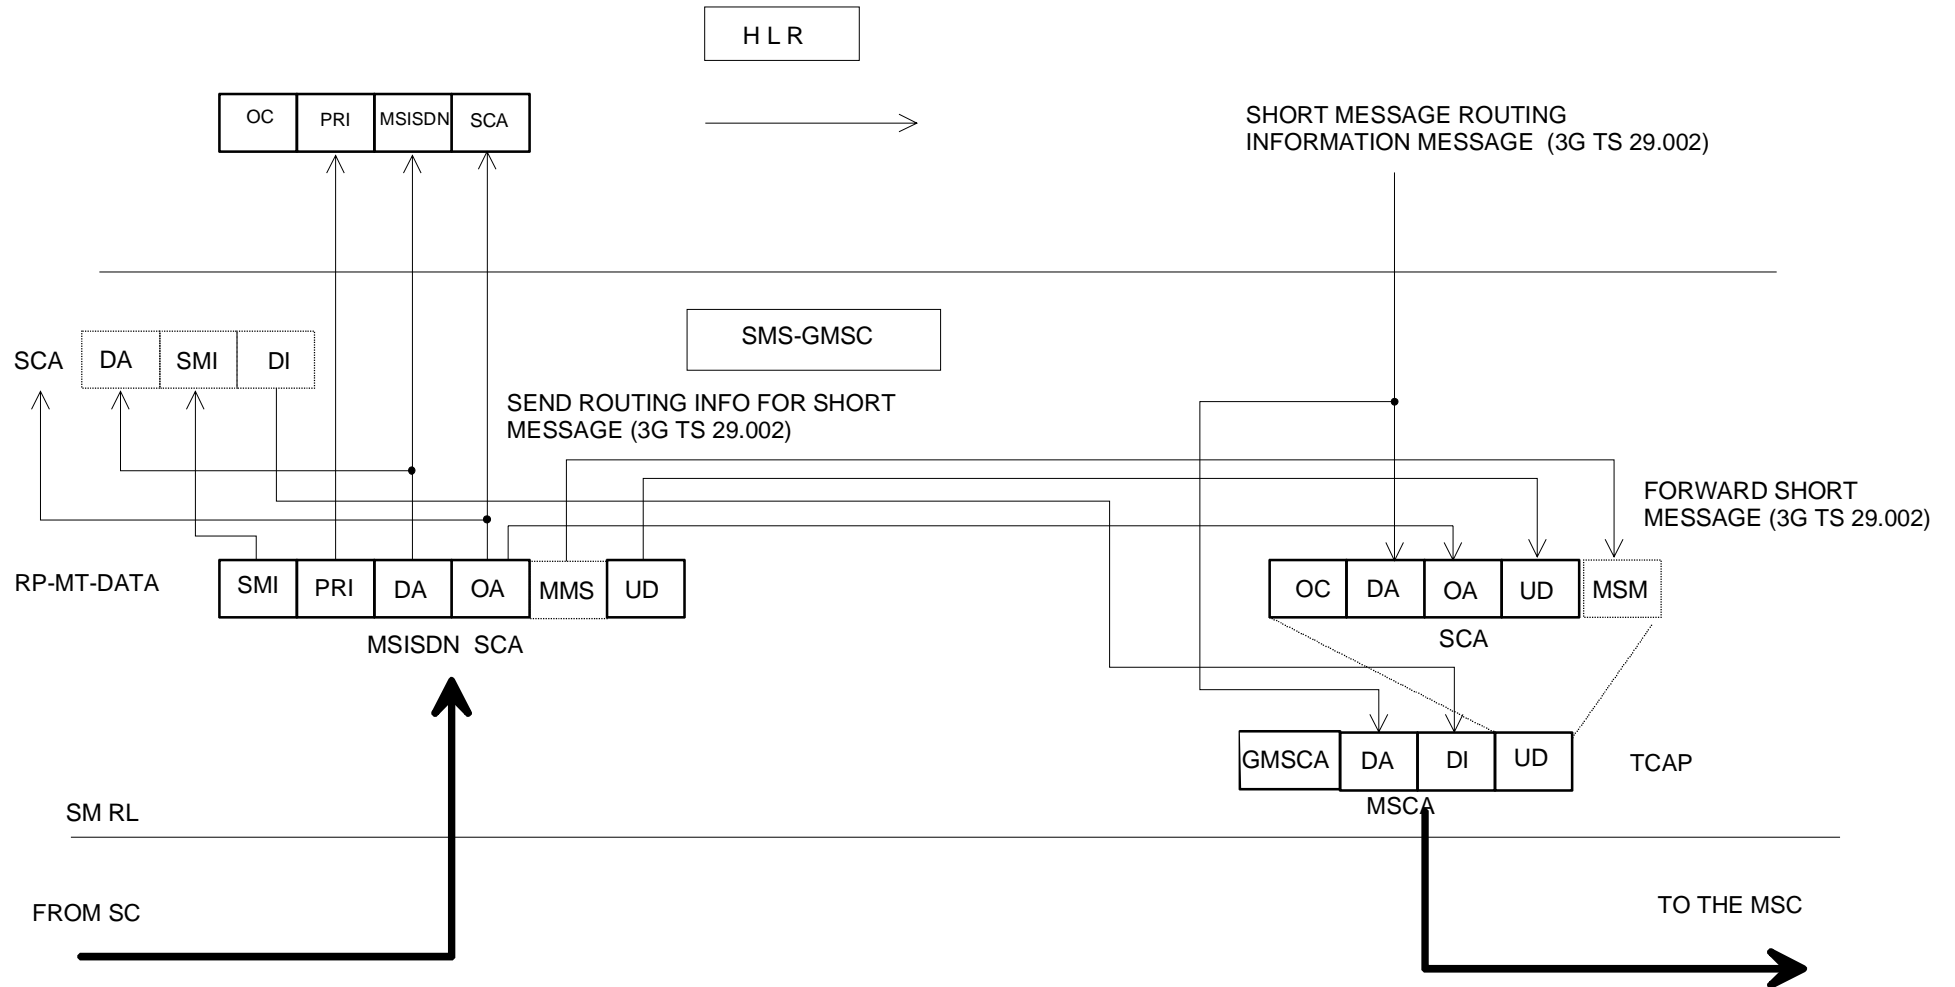 H L R
OC PRI MSISDN SCA
SHORT MESSAGE ROUTING
INFORMATION MESSAGE (3G TS 29.002)
SMS-GMSC
SCA DA SMI DI
SEND ROUTING INFO FOR SHORT
MESSAGE (3G TS 29.002)
FORWARD SHORT
MESSAGE (3G TS 29.002)
RP-MT-DATA SMI PRI DA OA MMS UD
MSISDN SCA
OC DA OA UD MSM
SCA
GMSCA DA DI UD TCAP
MSCA
SM RL
FROM SC
TO THE MSC